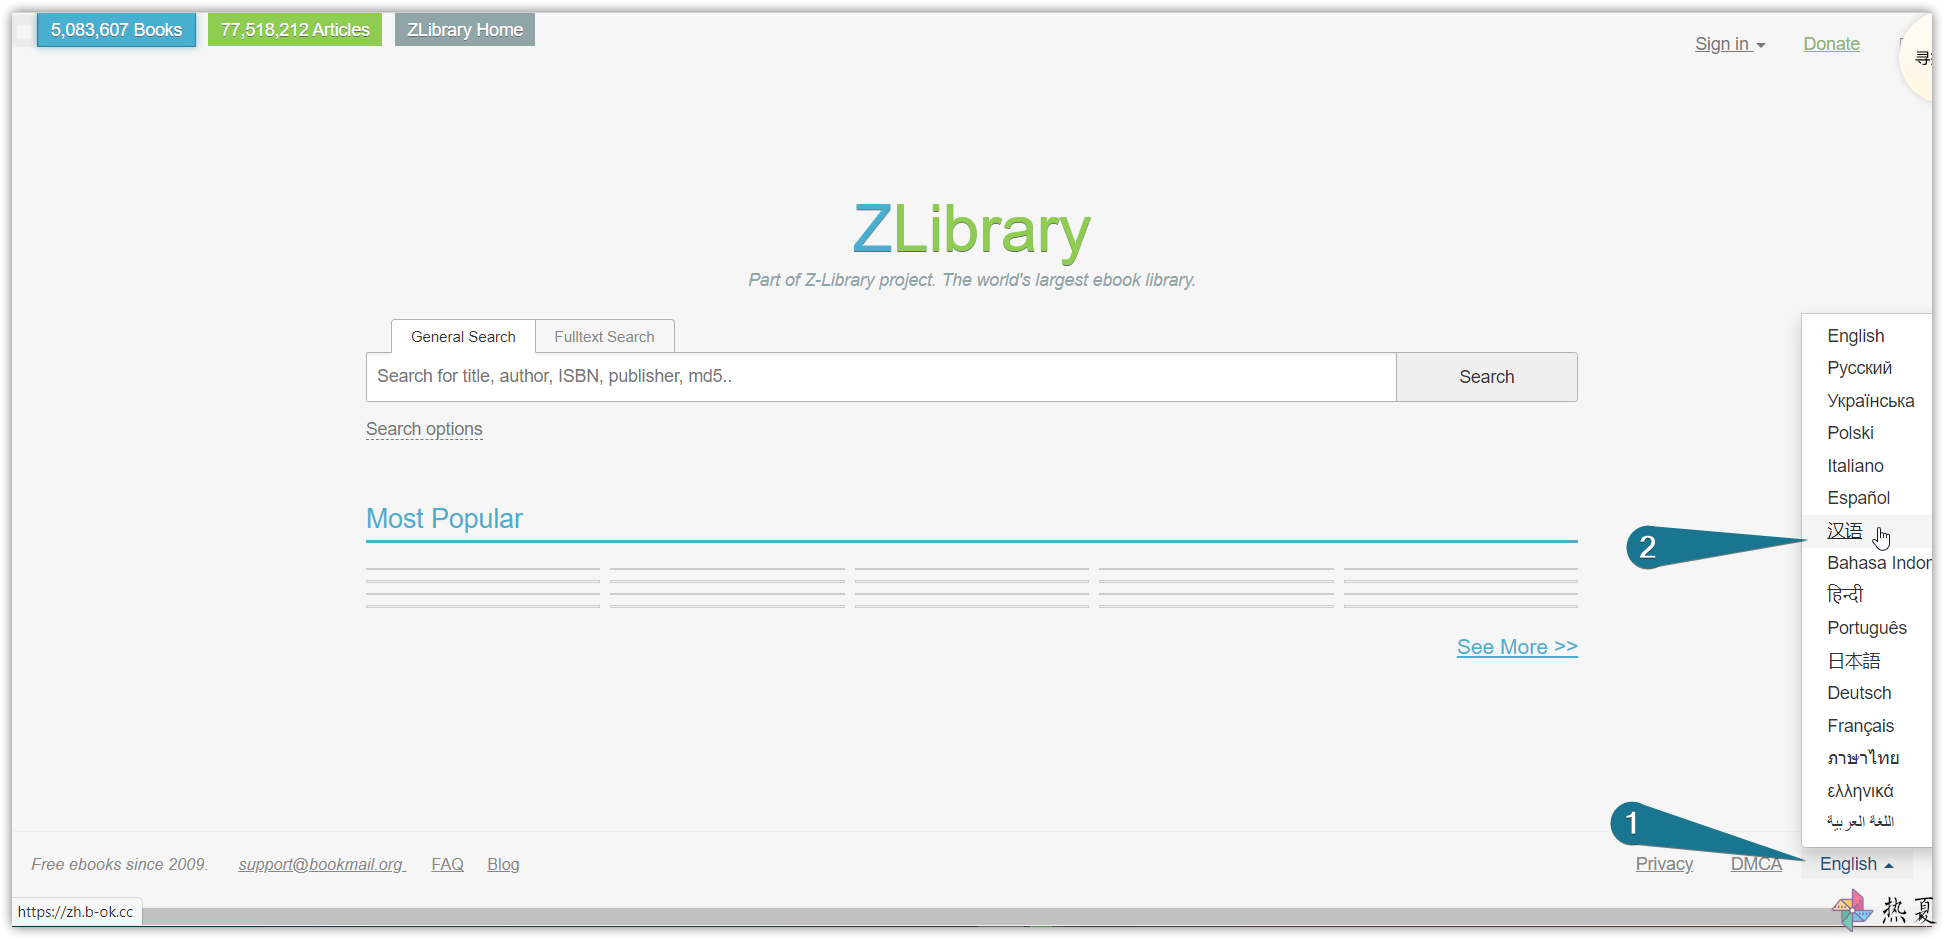 5,083,607 Books
77,518,212 Articles
ZLibrary Home
Sign in
Donate
ZLibrary
Part of Z-Library project. The world's largest ebook library.
General Search
Fulltext Search
Search for title, author, ISBN, publisher, md5..
Search
Search options
Most Popular
See More >>
English
Русский
Українська
Polski
Italiano
Español
2
汉语
Bahasa Indon
हिन्दी
Português
日本語
Deutsch
Français
ภาษาไทย
ελληνικά
اللغة العربية
1
Free ebooks since 2009.
support@bookmail.org
FAQ
Blog
Privacy
DMCA
English
https://zh.b-ok.cc
热夏